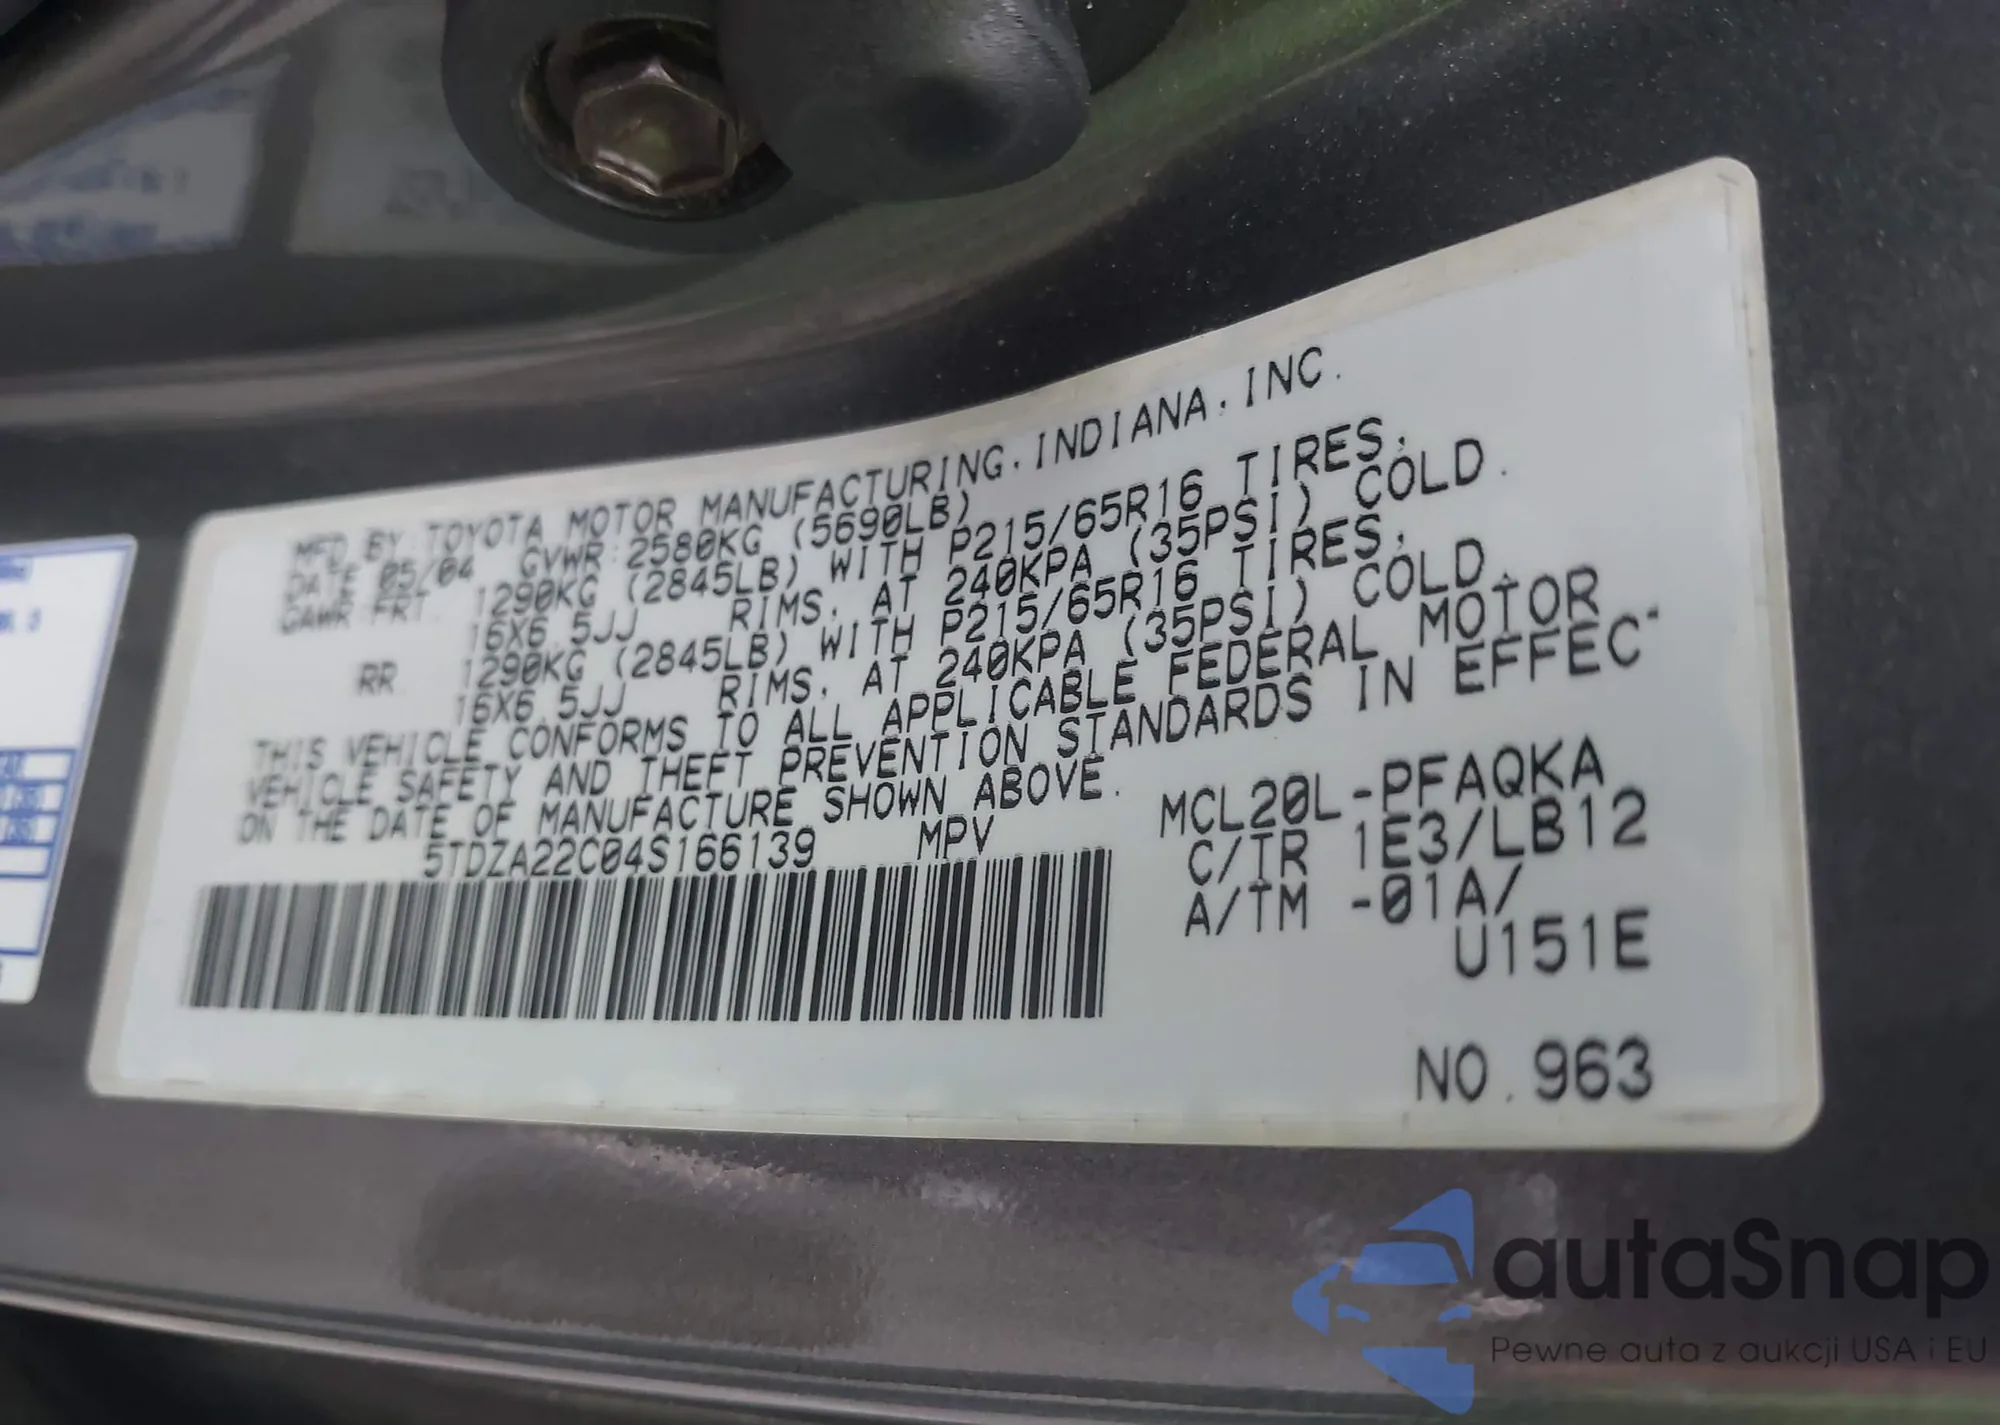 MFD BY:TOYOTA MOTOR MANUFACTURING.INDIANA.INC.
DATE 05/04 GVWR:2580KG (5690LB)
GAWR FRT. 1290KG (2845LB) WITH P215/65R16 TIRES,
16X6.5JJ RIMS, AT 240KPA (35PSI) COLD.
RR 1290KG (2845LB) WITH P215/65R16 TIRES,
16X6.5JJ RIMS, AT 240KPA (35PSI) COLD.
THIS VEHICLE CONFORMS TO ALL APPLICABLE FEDERAL MOTOR
VEHICLE SAFETY AND THEFT PREVENTION STANDARDS IN EFFEC
ON THE DATE OF MANUFACTURE SHOWN ABOVE.
5TDZA22C04S166139 MPV
MCL20L-PFAQKA
C/TR 1E3/LB12
A/TM -01A/
U151E
NO.963
autaSnap
Pewne auta z aukcji USA i EU